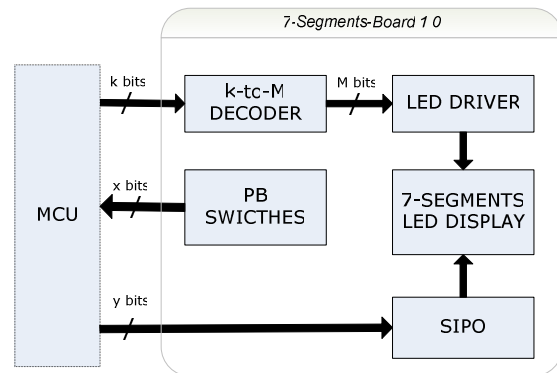 7-Segments-Board 1 0
k bits
k-tc-M
DECODER
M bits
LED DRIVER
MCU
x bits
PB
SWICTHES
7-SEGMENTS
LED DISPLAY
y bits
SIPO